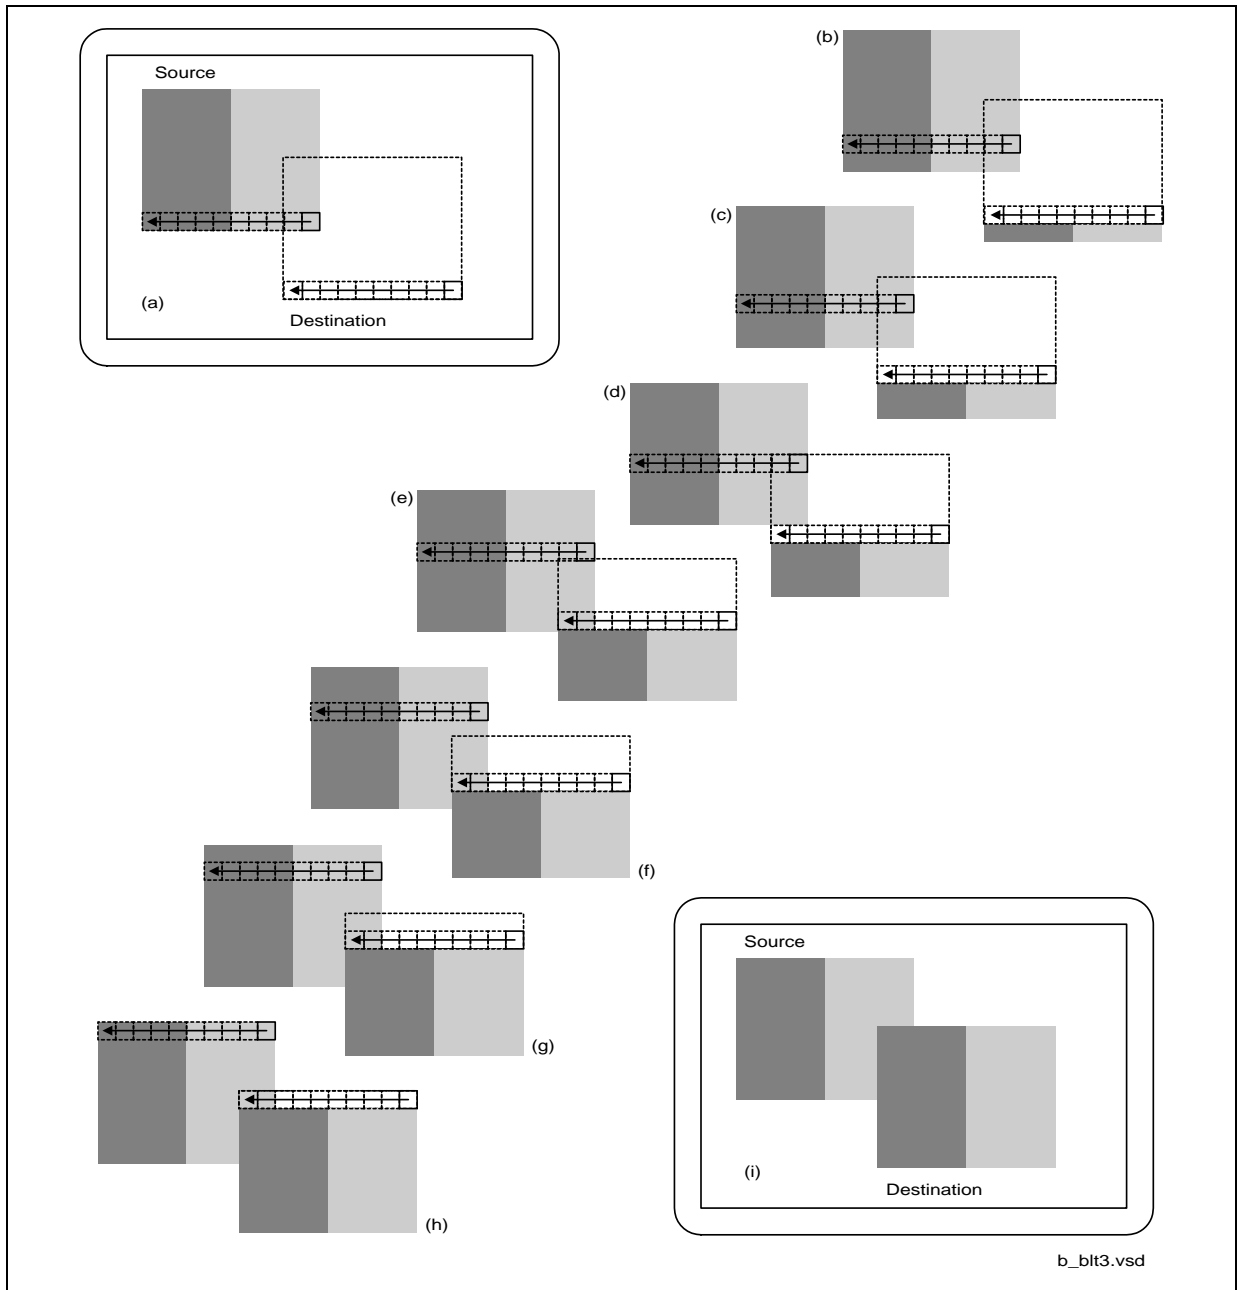 Source
(a)
Destination
(b)
(c)
(d)
(e)
(f)
(g)
(h)
Source
(i)
Destination
b_blt3.vsd